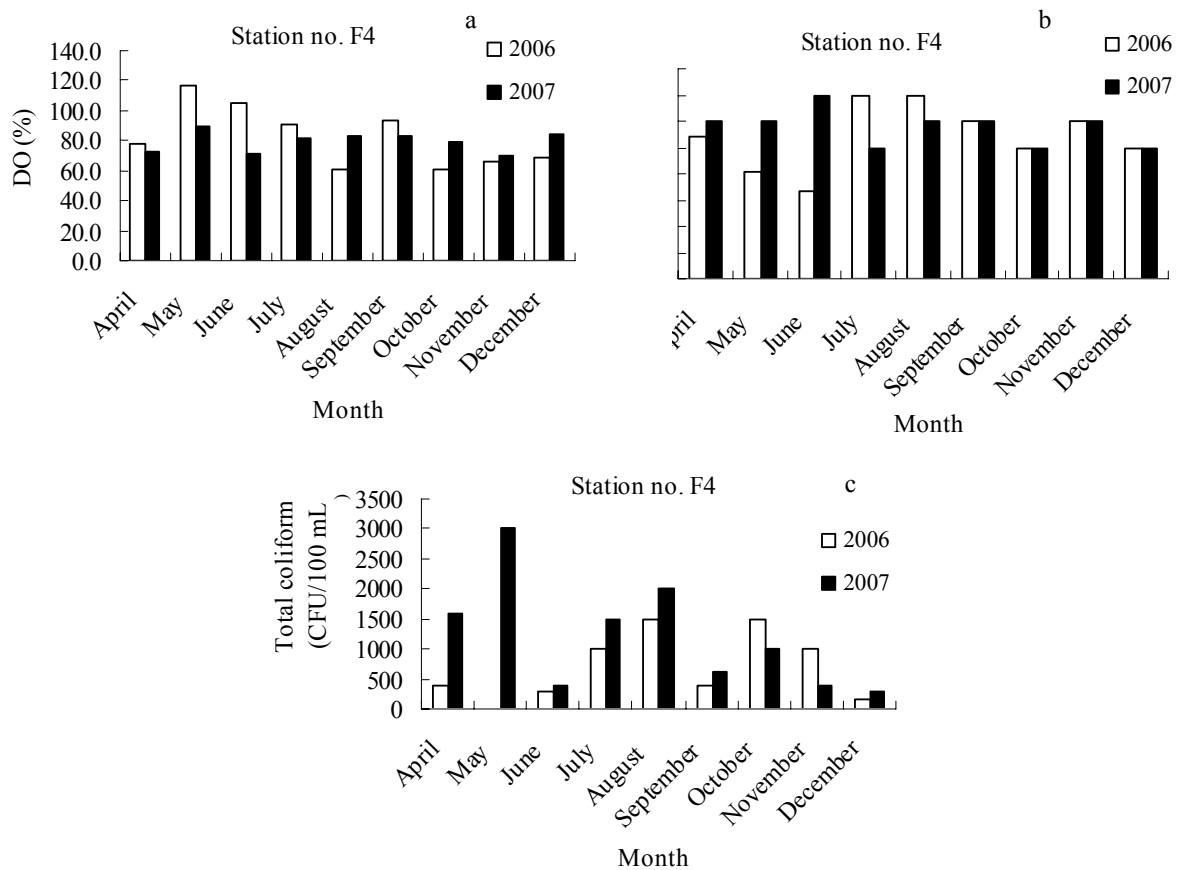 Station no. F4
a
2006
2007
140.0
120.0
100.0
80.0
60.0
40.0
20.0
0.0
DO (%)
April
May
June
July
August
September
October
November
December
Month
Station no. F4
b
2006
2007
pril
May
June
July
August
September
October
November
December
Month
Station no. F4
c
2006
2007
3500
3000
2500
2000
1500
1000
500
0
Total coliform
(CFU/100 mL )
April
May
June
July
August
September
October
November
December
Month